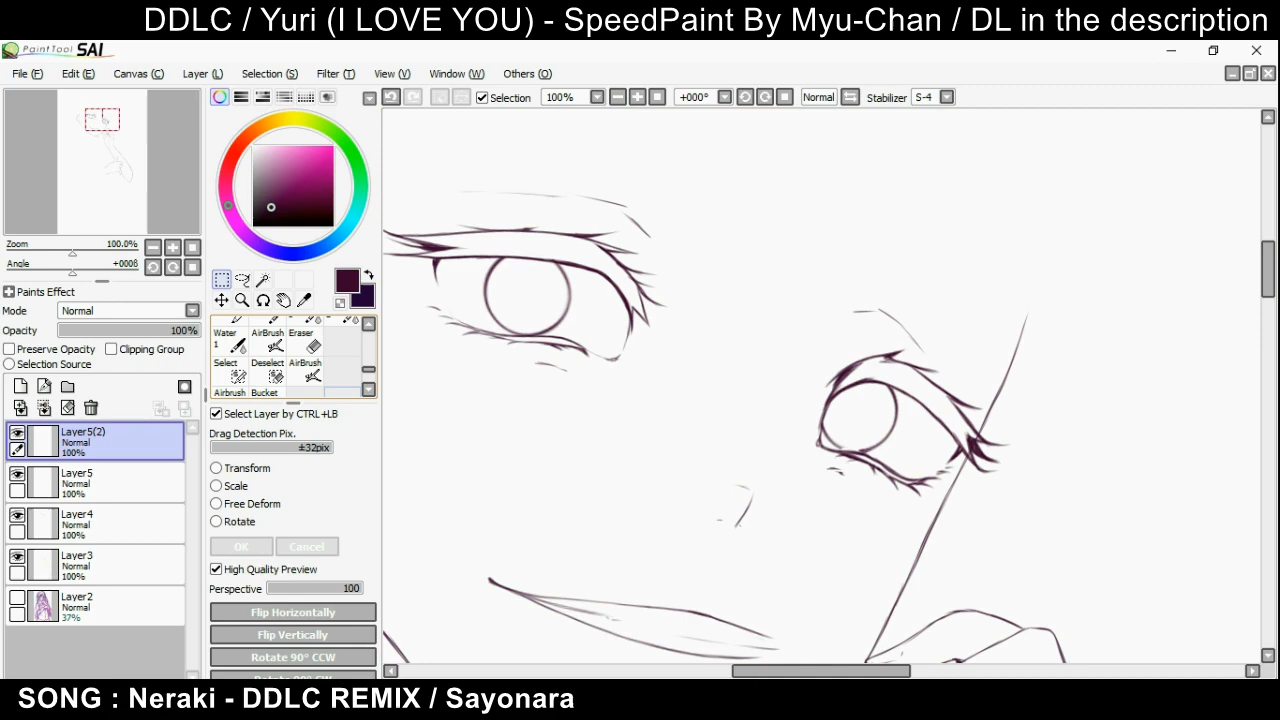 DDLC / Yuri (I LOVE YOU) - SpeedPaint By Myu-Chan / DL in the description
PaintTool SAI
File (F) Edit (E) Canvas (C) Layer (L) Selection (S) Filter (T) View (V) Window (W) Others (O)
Selection 100% +000° Normal Stabilizer S-4
Zoom 100.0%
Angle +000ß
Paints Effect
Mode Normal
Opacity 100%
Preserve Opacity Clipping Group
Selection Source
Layer5(2)
Normal
100%
Layer5
Normal
100%
Layer4
Normal
100%
Layer3
Normal
100%
Layer2
Normal
37%
Water AirBrush Eraser
1
Select Deselect AirBrush
Airbrush Bucket
Select Layer by CTRL+LB
Drag Detection Pix.
±32pix
Transform
Scale
Free Deform
Rotate
OK Cancel
High Quality Preview
Perspective 100
Flip Horizontally
Flip Vertically
Rotate 90° CCW
SONG : Neraki - DDLC REMIX / Sayonara